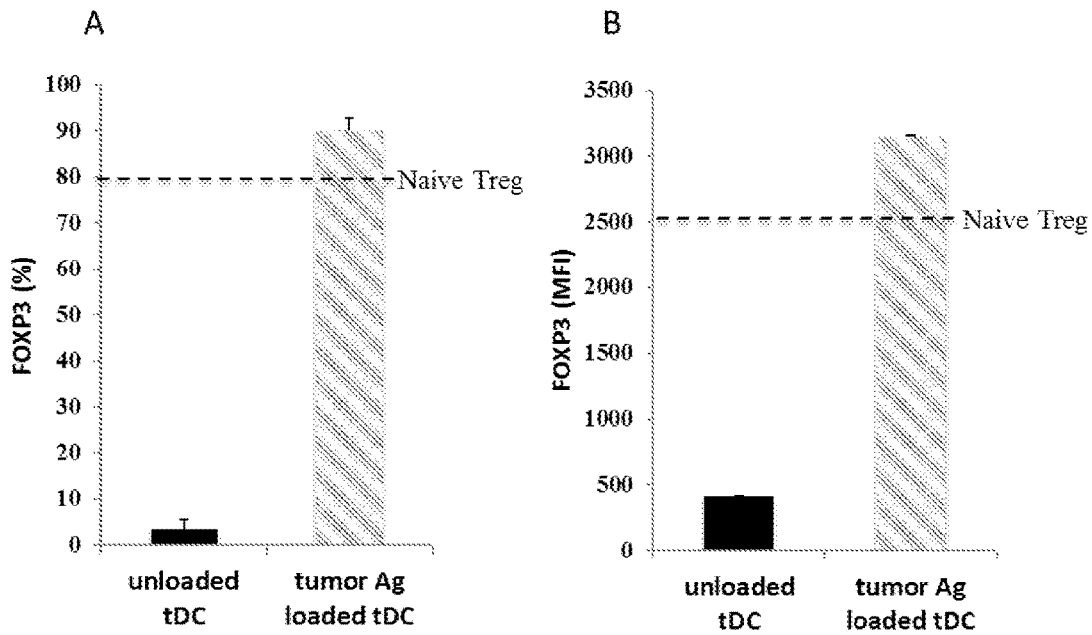 A
100
90
80
70
60
50
40
30
20
10
0
FOXP3 (%)
Naive Treg
unloaded
tDC
tumor Ag
loaded tDC
B
3500
3000
2500
2000
1500
1000
500
0
FOXP3 (MFI)
Naive Treg
unloaded
tDC
tumor Ag
loaded tDC